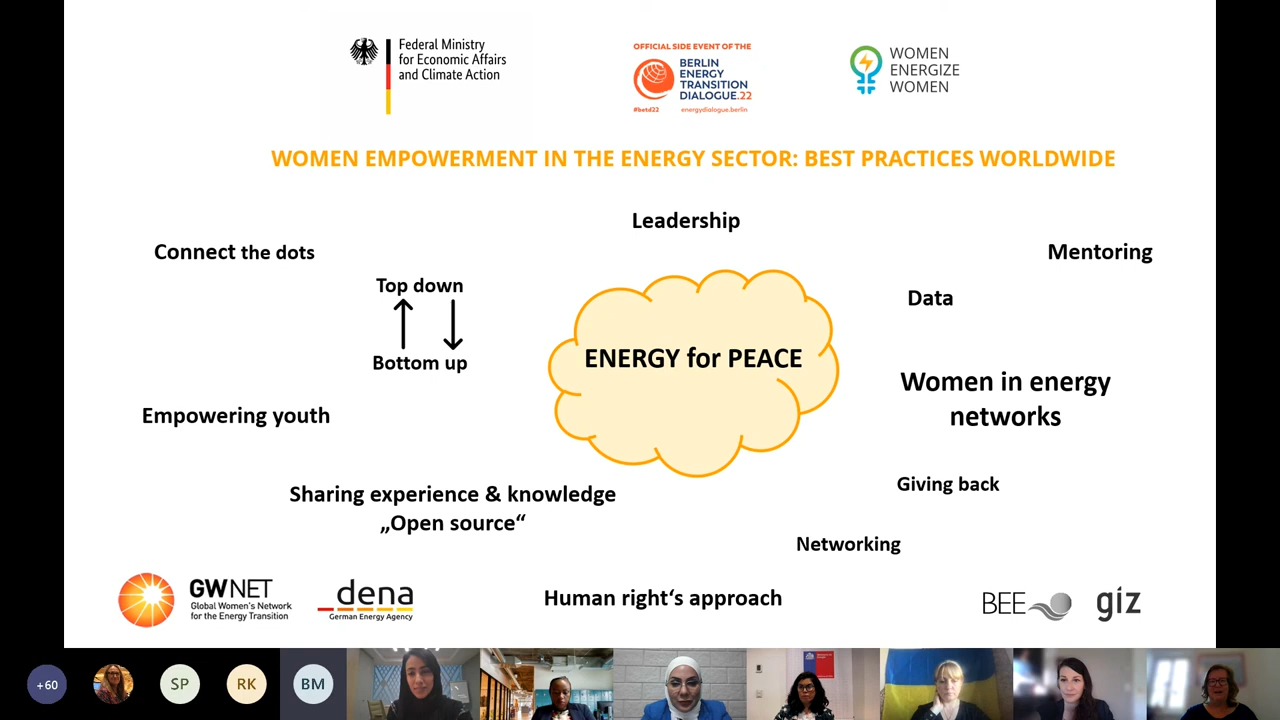 Federal Ministry
for Economic Affairs
and Climate Action
OFFICIAL SIDE EVENT OF THE
BERLIN
ENERGY
TRANSITION
DIALOGUE.22
#betd22 energydialogue.berlin
WOMEN
ENERGIZE
WOMEN
WOMEN EMPOWERMENT IN THE ENERGY SECTOR: BEST PRACTICES WORLDWIDE
Leadership
Connect the dots
Mentoring
Top down
Data
Bottom up
ENERGY for PEACE
Women in energy
networks
Empowering youth
Giving back
Sharing experience & knowledge
„Open source“
Networking
Human right‘s approach
GWNET
Global Women's Network
for the Energy Transition
dena
German Energy Agency
BEE
giz
+60
SP
RK
BM